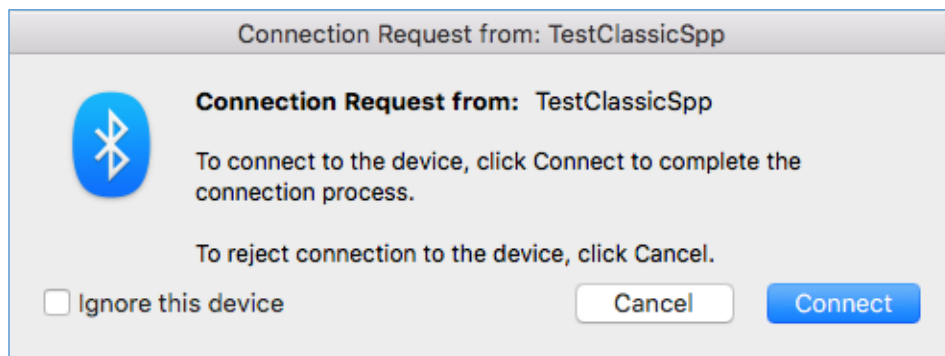 Connection Request from: TestClassicSpp
Connection Request from: TestClassicSpp
To connect to the device, click Connect to complete the
connection process.
To reject connection to the device, click Cancel.
Ignore this device
Cancel
Connect